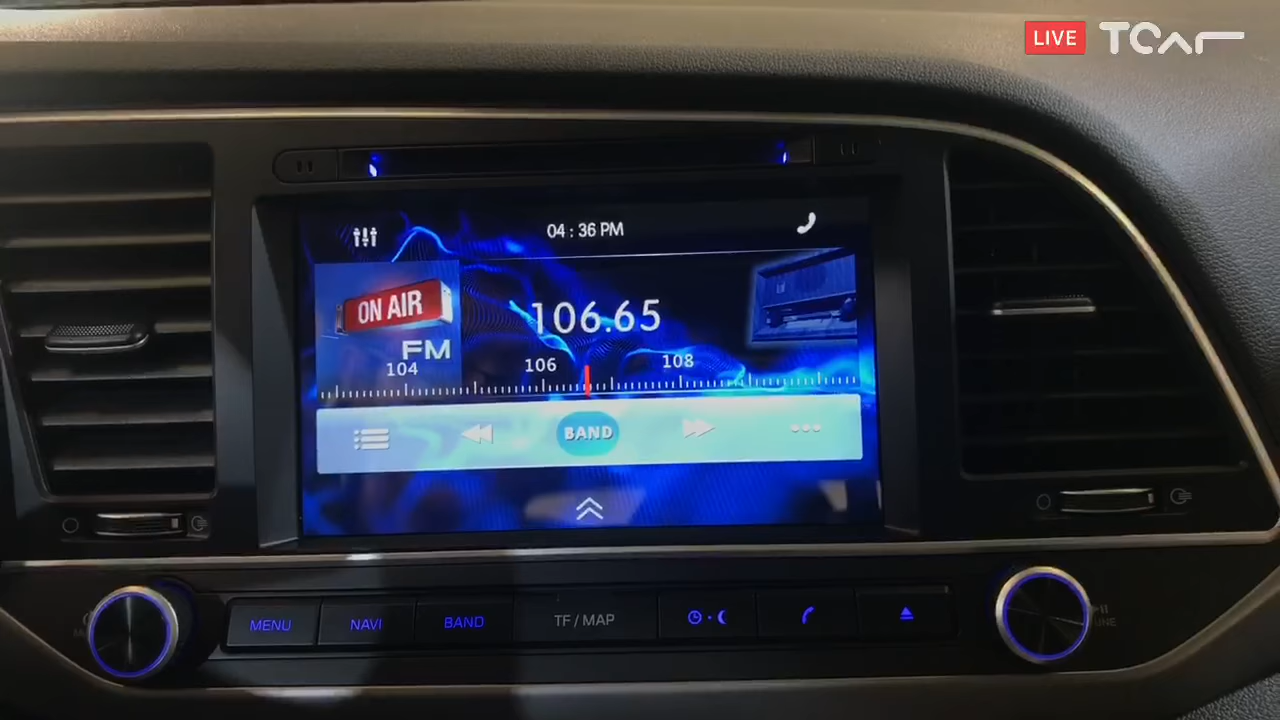 LIVE TCar
04 : 36 PM
ON AIR
FM
106.65
104 106 108
BAND
MENU NAVI BAND TF / MAP